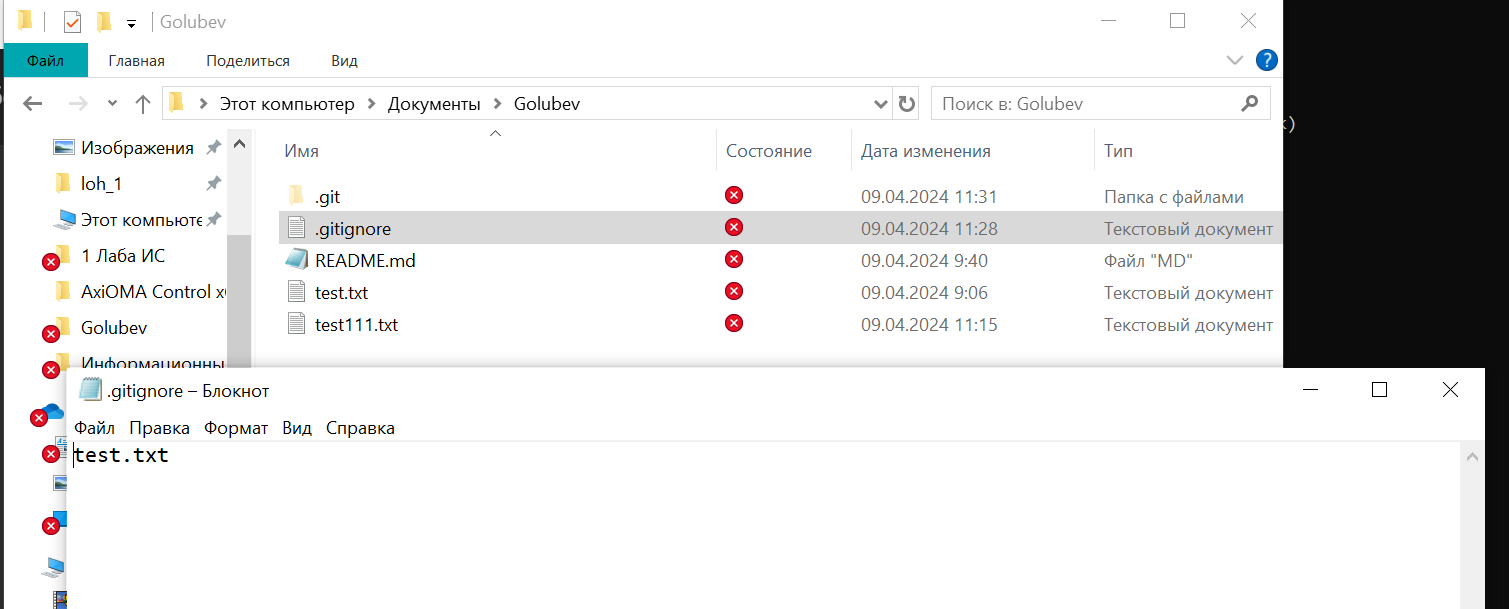 Golubev
Файл Главная Поделиться Вид
Этот компьютер Документы Golubev
Поиск в: Golubev
Имя Состояние Дата изменения Тип
.git 09.04.2024 11:31 Папка с файлами
.gitignore 09.04.2024 11:28 Текстовый документ
README.md 09.04.2024 9:40 Файл "MD"
test.txt 09.04.2024 9:06 Текстовый документ
test111.txt 09.04.2024 11:15 Текстовый документ
Изображения
loh_1
Этот компьюте
1 Лаба ИС
AxiOMA Control x
Golubev
Информационны
.gitignore – Блокнот
Файл Правка Формат Вид Справка
test.txt